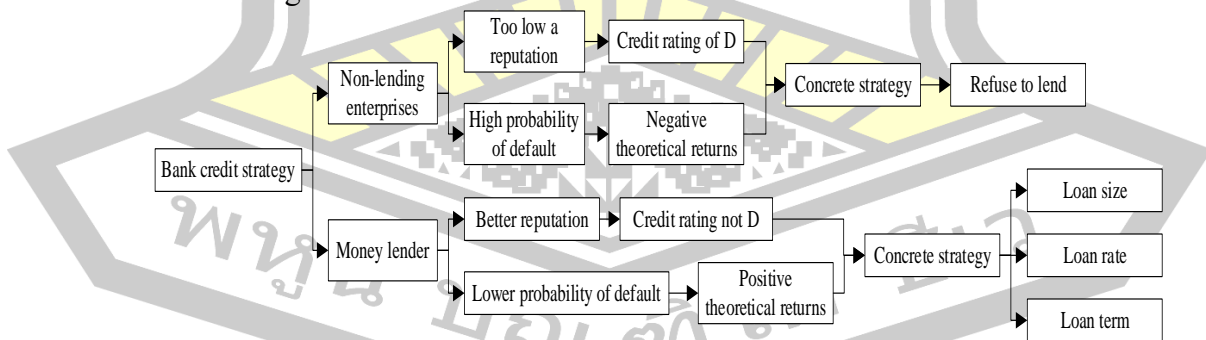 Too low a
reputation
Credit rating of D
Non-lending
enterprises
Concrete strategy
Refuse to lend
High probability
of default
Negative
theoretical returns
Bank credit strategy
Better reputation
Credit rating not D
Loan size
Money lender
Concrete strategy
Loan rate
Lower probability of default
Positive
theoretical returns
Loan term